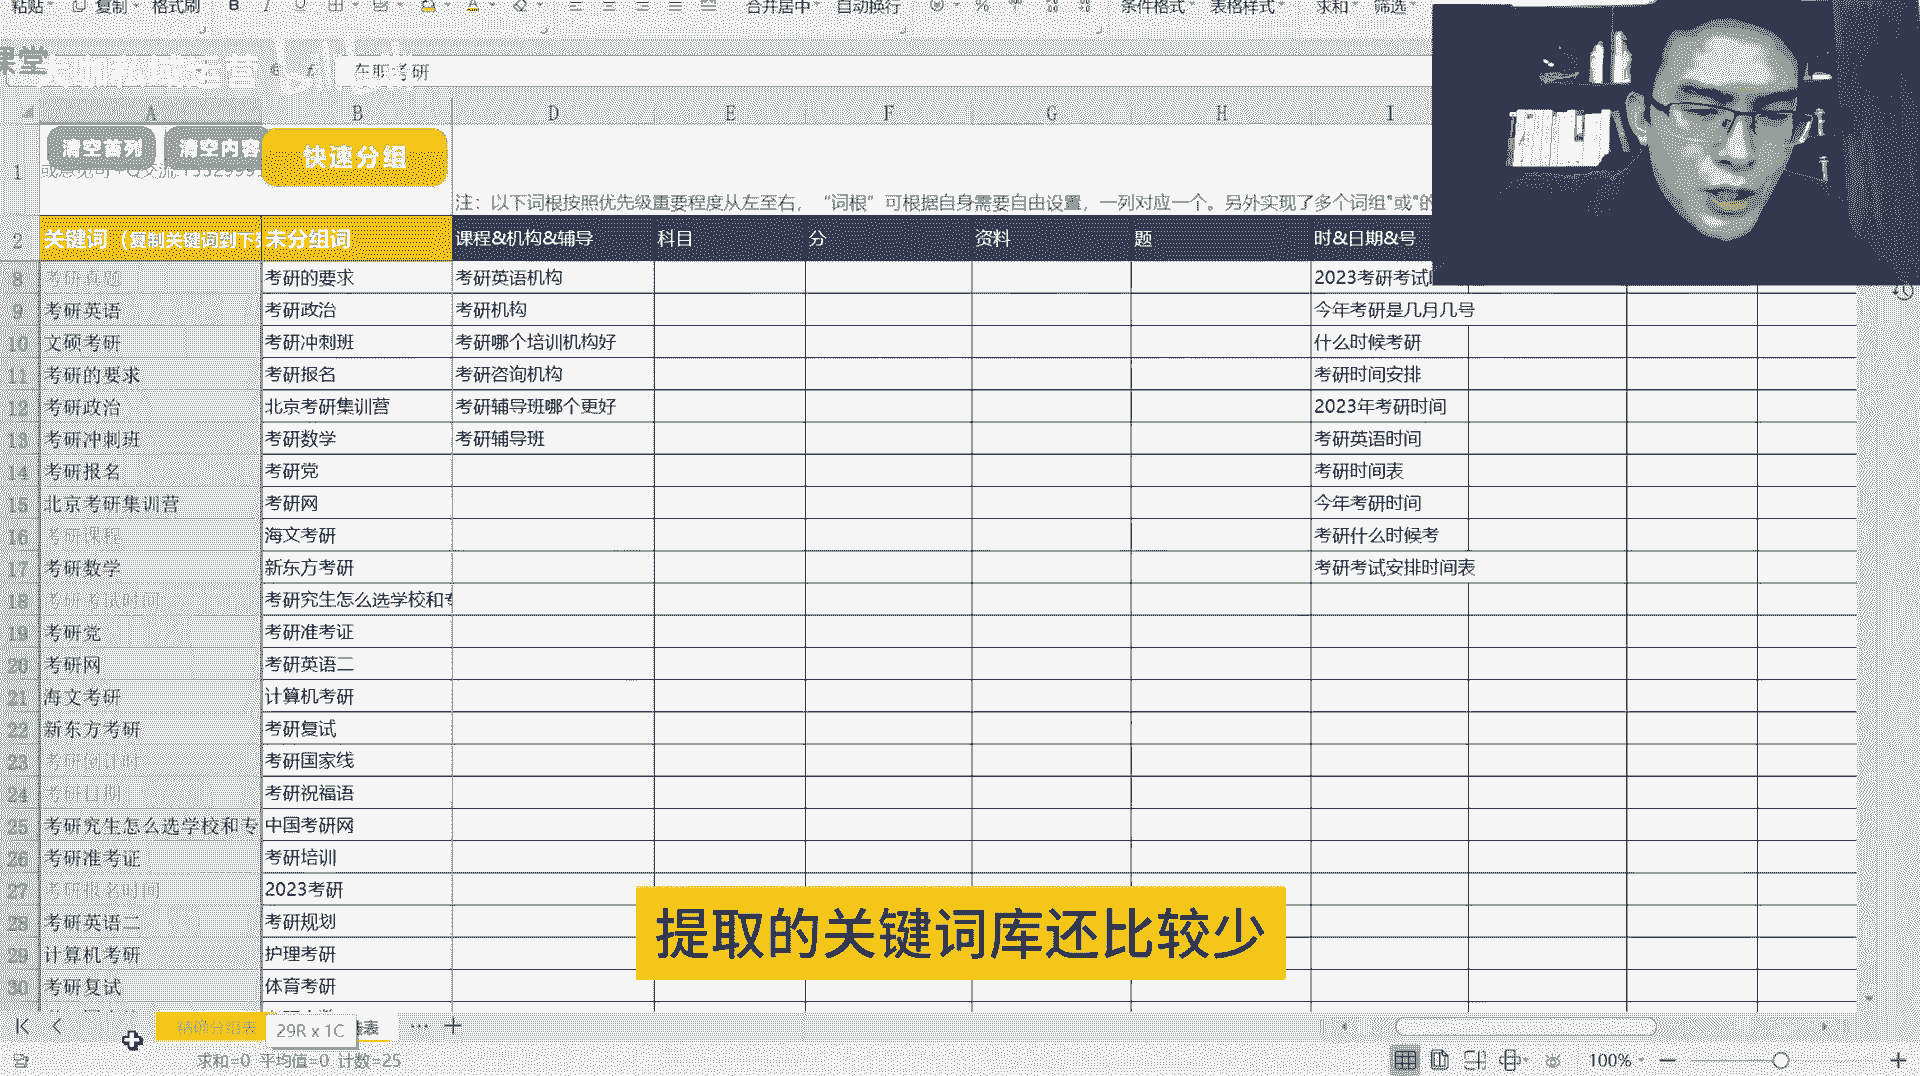 粘贴 复制 格式刷 B I U 合并居中 自动换行 % 条件格式 表格样式 求和 筛选
课堂
在职考研
A B D E F G H I
清空首列 清空内容 快速分组
1
注：以下词根按照优先级重要程度从左至右，“词根”可根据自身需要自由设置，一列对应一个。另外实现了多个词组"或"的
2 关键词（复制关键词到下 未分组词 课程&机构&辅导 科目 分 资料 题 时&日期&号
8 考研真题 考研的要求 考研英语机构 2023考研考试
9 考研英语 考研政治 考研机构 今年考研是几月几号
10 文硕考研 考研冲刺班 考研哪个培训机构好 什么时候考研
11 考研的要求 考研报名 考研咨询机构 考研时间安排
12 考研政治 北京考研集训营 考研辅导班哪个更好 2023年考研时间
13 考研冲刺班 考研数学 考研辅导班 考研英语时间
14 考研报名 考研党 考研时间表
15 北京考研集训营 考研网 今年考研时间
16 考研课程 海文考研 考研什么时候考
17 考研数学 新东方考研 考研考试安排时间表
18 考研考试时间 考研究生怎么选学校和专
19 考研党 考研准考证
20 考研网 考研英语二
21 海文考研 计算机考研
22 新东方考研 考研复试
23 考研倒计时 考研国家线
24 考研日期 考研祝福语
25 考研究生怎么选学校和专 中国考研网
26 考研准考证 考研培训
27 考研报名时间 2023考研
28 考研英语二 考研规划
29 计算机考研 护理考研
30 考研复试 体育考研
提取的关键词库还比较少
精确分组表 29R x 1C 表 ··· +
求和=0 平均值=0 计数=25 100% − +